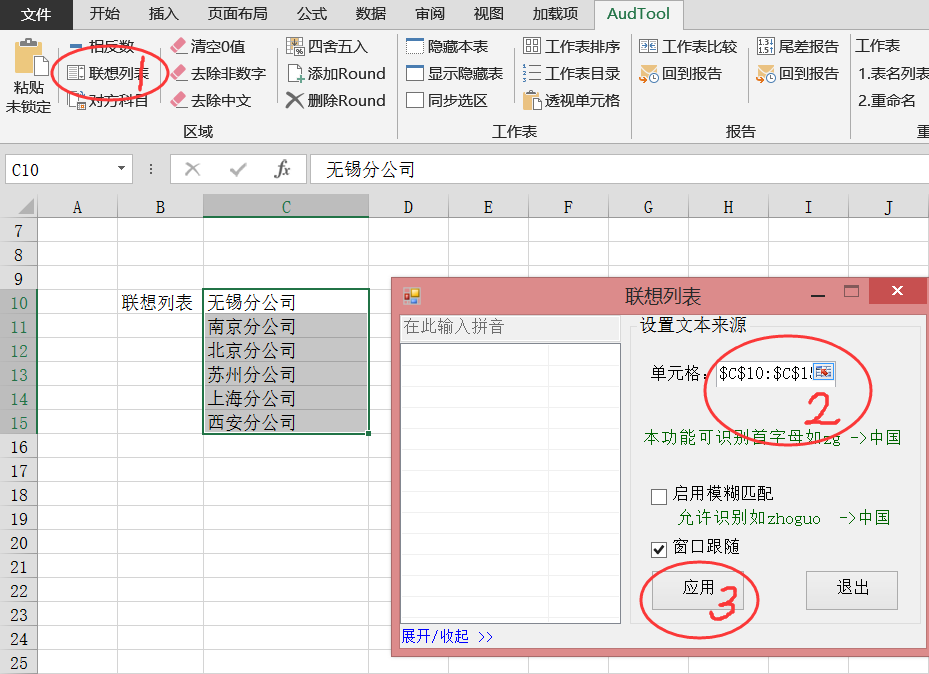 文件 开始 插入 页面布局 公式 数据 审阅 视图 加载项 AudTool
相反数 清空0值 四舍五入 隐藏本表 工作表排序 工作表比较 尾差报告 工作表
粘贴 联想列表 去除非数字 添加Round 显示隐藏表 工作表目录 回到报告 回到报告 1.表名列表
未锁定 对方科目 去除中文 删除Round 同步选区 透视单元格 2.重命名
区域 工作表 报告
1
C10 fx 无锡分公司
A B C D E F G H I J
7
8
9
10 联想列表 无锡分公司
11 南京分公司
12 北京分公司
13 苏州分公司
14 上海分公司
15 西安分公司
16
17
18
19
20
21
22
23
24
25
联想列表
在此输入拼音
设置文本来源
单元格: $C$10:$C$1
2
本功能可识别首字母如zg ->中国
启用模糊匹配
允许识别如zhoguo ->中国
窗口跟随
应用 3 退出
展开/收起 >>